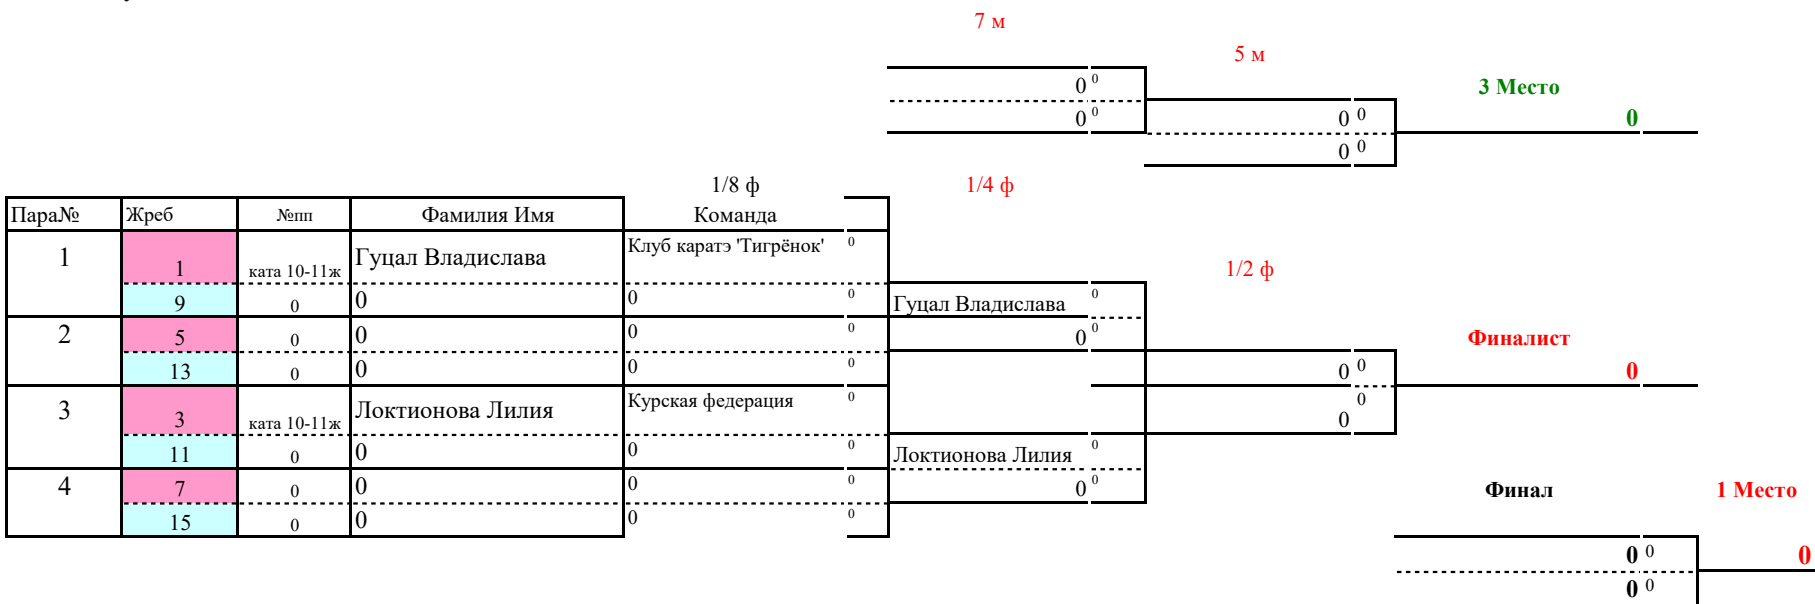 7 м
5 м
0 0
3 Место
0 0
0 0
0
0 0
1/8 ф 1/4 ф
Пара№ Жреб №пп Фамилия Имя Команда
1 1 ката 10-11ж Гуцал Владислава Клуб каратэ 'Тигрёнок' 0
1/2 ф
9 0 0 0 0 Гуцал Владислава 0
2 5 0 0 0 0 0 0 Финалист
13 0 0 0 0 0 0 0
3 3 ката 10-11ж Локтионова Лилия Курская федерация 0 0 0
11 0 0 0 0 Локтионова Лилия 0
4 7 0 0 0 0 0 0 Финал 1 Место
15 0 0 0 0
0 0 0
0 0